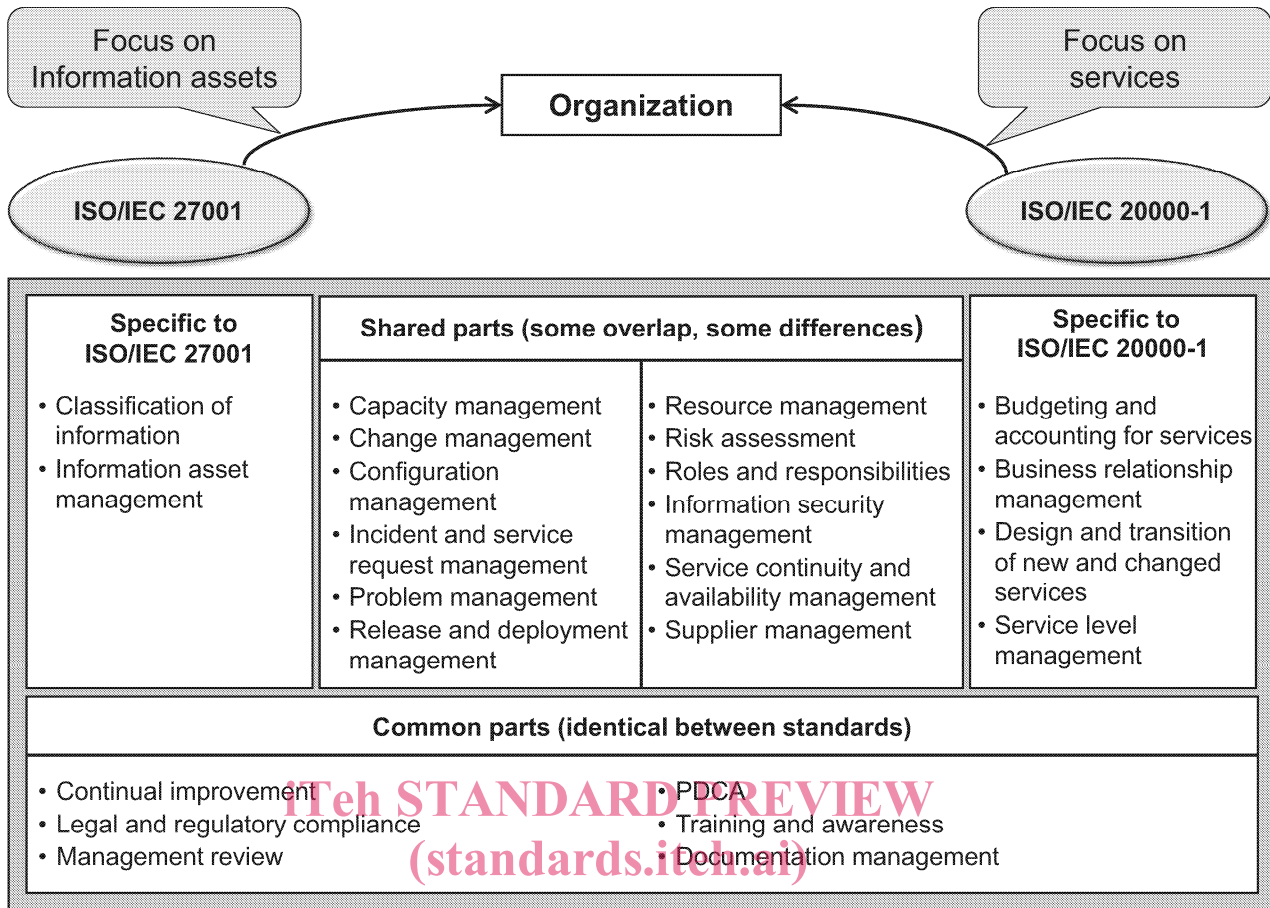 Focus on
Information assets
Focus on
services
Organization
ISO/IEC 27001
ISO/IEC 20000-1
Specific to
ISO/IEC 27001
• Classification of
information
• Information asset
management
Shared parts (some overlap, some differences)
• Capacity management
• Change management
• Configuration
management
• Incident and service
request management
• Problem management
• Release and deployment
management
• Resource management
• Risk assessment
• Roles and responsibilities
• Information security
management
• Service continuity and
availability management
• Supplier management
Specific to
ISO/IEC 20000-1
• Budgeting and
accounting for services
• Business relationship
management
• Design and transition
of new and changed
services
• Service level
management
Common parts (identical between standards)
• Continual improvement
• Legal and regulatory compliance
• Management review
• PDCA
• Training and awareness
• Documentation management
iTeh STANDARD PREVIEW
(standards.iteh.ai)